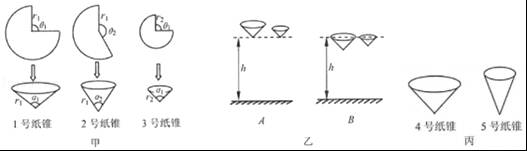 r₁ θ₁ r₁ θ₂ r₂ θ₁
r₁ α₁ r₁ α₂ r₂ α₁
1号纸锥 2号纸锥 3号纸锥
甲
h h
A B
乙
4号纸锥 5号纸锥
丙